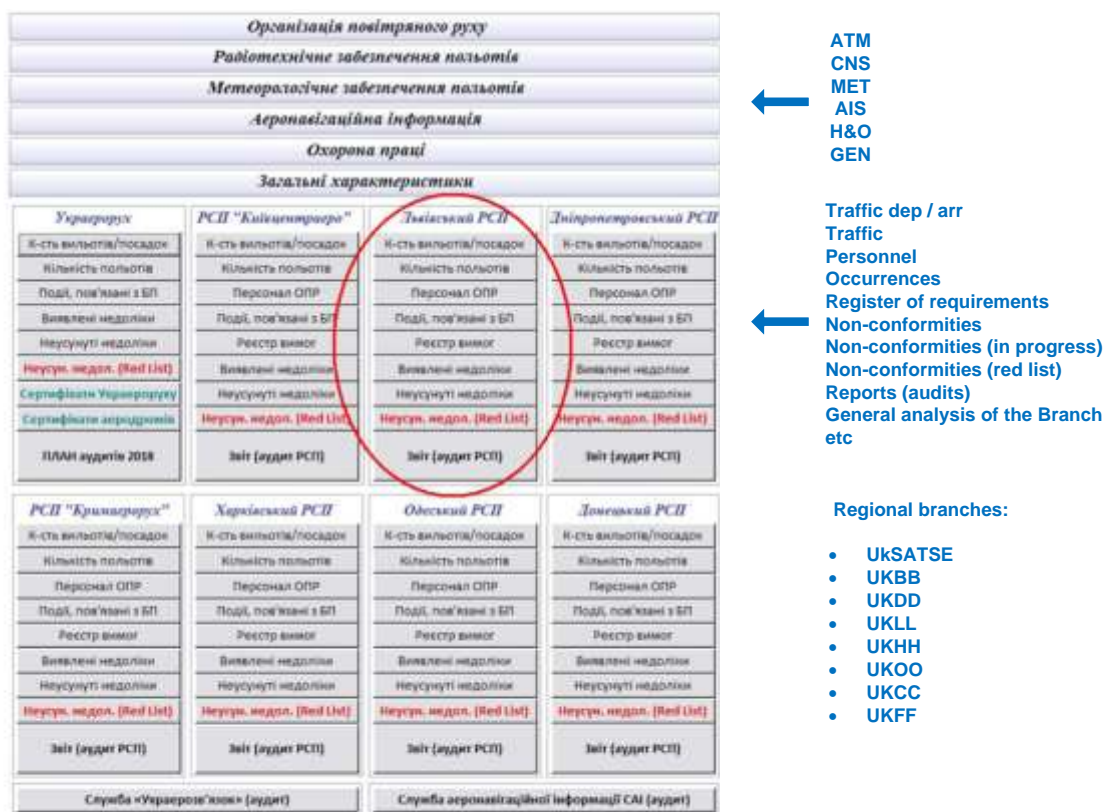 Організація повітряного руху
Радіотехнічне забезпечення польотів
Метеорологічне забезпечення польотів
Аеронавігаційна інформація
Охорона праці
Загальні характеристики
ATM
CNS
MET
AIS
H&O
GEN
Украерорух
К-сть вильотів/посадок
Кількість польотів
Події, пов'язані з БП
Виявлені недоліки
Неусунуті недоліки
Неусун. недол. (Red List)
Сертифікати Украероруху
Сертифікати аеродромів
ПЛАН аудитів 2018
РСП "Київцентраеро"
К-сть вильотів/посадок
Кількість польотів
Персонал ОПР
Події, пов'язані з БП
Реєстр вимог
Виявлені недоліки
Неусунуті недоліки
Неусун. недол. (Red List)
Звіт (аудит РСП)
Львівський РСП
К-сть вильотів/посадок
Кількість польотів
Персонал ОПР
Події, пов'язані з БП
Реєстр вимог
Виявлені недоліки
Неусунуті недоліки
Неусун. недол. (Red List)
Звіт (аудит РСП)
Дніпропетровський РСП
К-сть вильотів/посадок
Кількість польотів
Персонал ОПР
Події, пов'язані з БП
Реєстр вимог
Виявлені недоліки
Неусунуті недоліки
Неусун. недол. (Red List)
Звіт (аудит РСП)
Traffic dep / arr
Traffic
Personnel
Occurrences
Register of requirements
Non-conformities
Non-conformities (in progress)
Non-conformities (red list)
Reports (audits)
General analysis of the Branch
etc
РСП "Кримаерорух"
К-сть вильотів/посадок
Кількість польотів
Персонал ОПР
Події, пов'язані з БП
Реєстр вимог
Виявлені недоліки
Неусунуті недоліки
Неусун. недол. (Red List)
Звіт (аудит РСП)
Харківський РСП
К-сть вильотів/посадок
Кількість польотів
Персонал ОПР
Події, пов'язані з БП
Реєстр вимог
Виявлені недоліки
Неусунуті недоліки
Неусун. недол. (Red List)
Звіт (аудит РСП)
Одеський РСП
К-сть вильотів/посадок
Кількість польотів
Персонал ОПР
Події, пов'язані з БП
Реєстр вимог
Виявлені недоліки
Неусунуті недоліки
Неусун. недол. (Red List)
Звіт (аудит РСП)
Донецький РСП
К-сть вильотів/посадок
Кількість польотів
Персонал ОПР
Події, пов'язані з БП
Реєстр вимог
Виявлені недоліки
Неусунуті недоліки
Неусун. недол. (Red List)
Звіт (аудит РСП)
Regional branches:
• UkSATSE
• UKBB
• UKDD
• UKLL
• UKHH
• UKOO
• UKCC
• UKFF
Служба «Украерозв'язок» (аудит)
Служба аеронавігаційної інформації САІ (аудит)